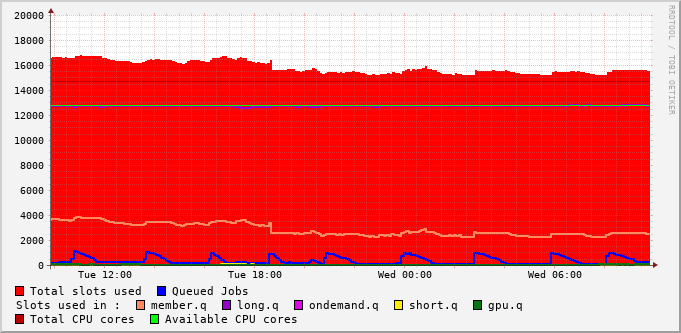 20000
18000
16000
14000
12000
10000
8000
6000
4000
2000
0
Tue 12:00 Tue 18:00 Wed 00:00 Wed 06:00
RRDTOOL / TOBI OETIKER
Total slots used Queued Jobs
Slots used in : member.q long.q ondemand.q short.q gpu.q
Total CPU cores Available CPU cores